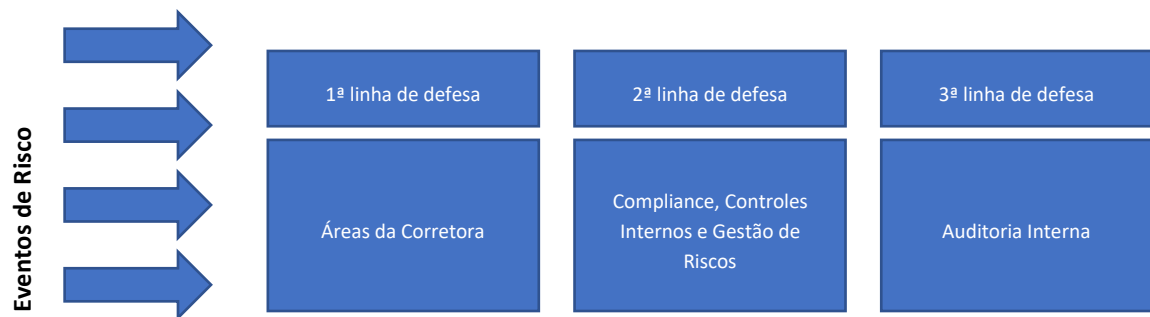 Eventos de Risco
1ª linha de defesa
2ª linha de defesa
3ª linha de defesa
Áreas da Corretora
Compliance, Controles
Internos e Gestão de
Riscos
Auditoria Interna